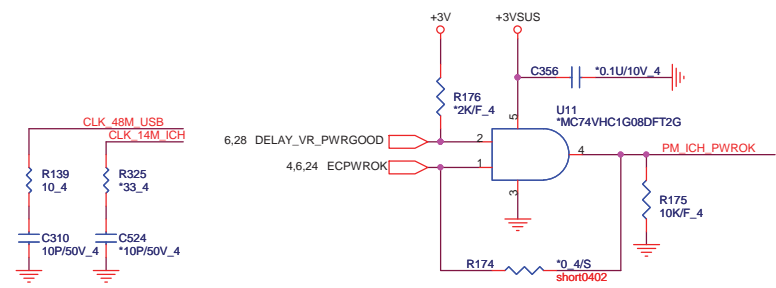 +3V
+3VSUS
C356
*0.1U/10V_4
R176
*2K/F_4
U11
*MC74VHC1G08DFT2G
CLK_48M_USB
CLK_14M_ICH
5
6,28 DELAY_VR_PWRGOOD
2
4
PM_ICH_PWROK
4,6,24 ECPWROK
1
3
R139
10_4
R325
*33_4
R175
10K/F_4
C310
10P/50V_4
C524
*10P/50V_4
R174
*0_4/S
short0402